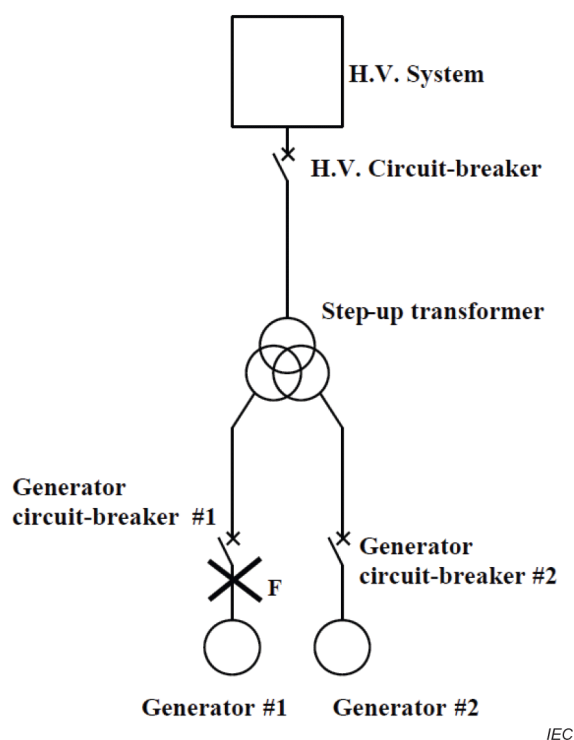 H.V. System
H.V. Circuit-breaker
Step-up transformer
Generator
circuit-breaker #1
Generator
circuit-breaker #2
F
Generator #1
Generator #2
IEC